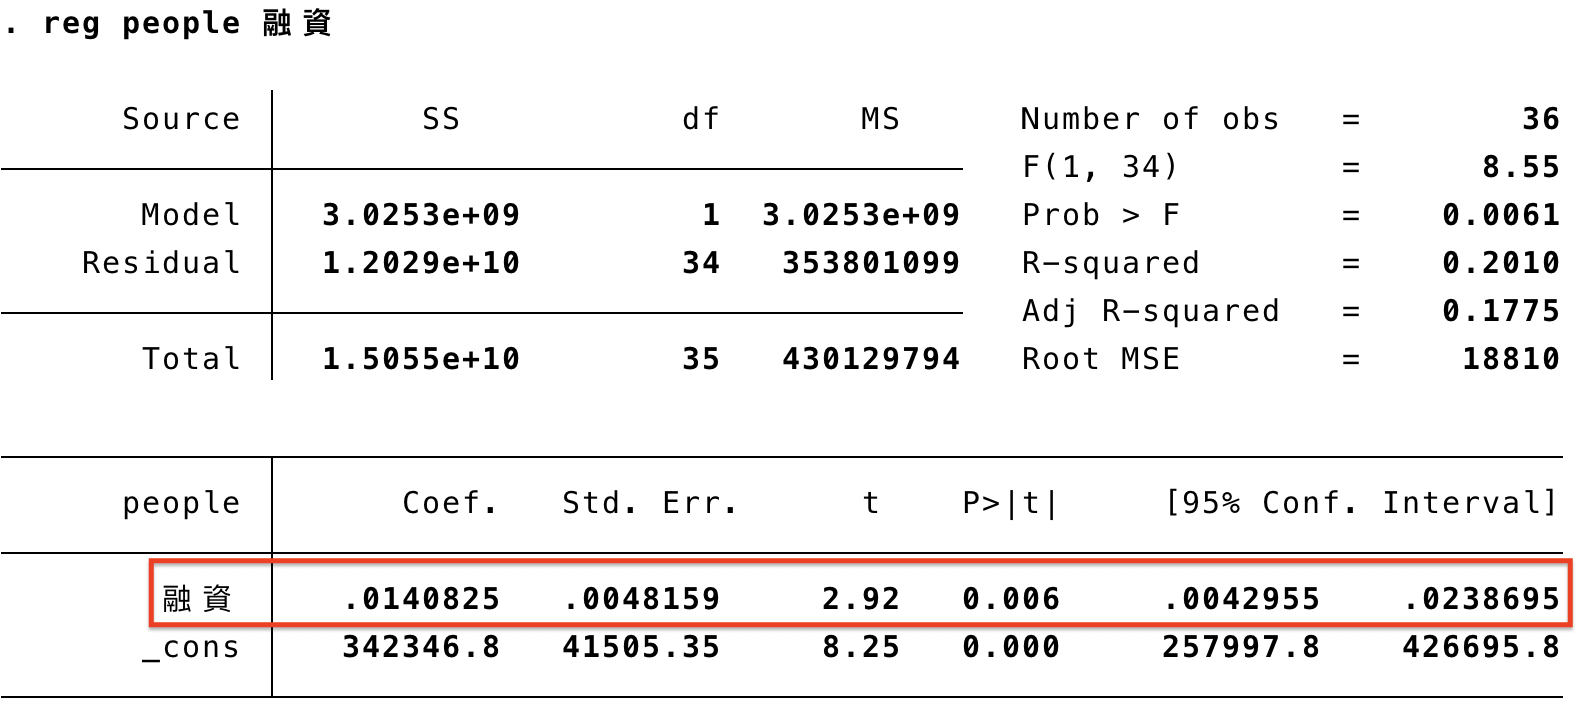 . reg people 融資
Source SS df MS Number of obs = 36
F(1, 34) = 8.55
Model 3.0253e+09 1 3.0253e+09 Prob > F = 0.0061
Residual 1.2029e+10 34 353801099 R-squared = 0.2010
Adj R-squared = 0.1775
Total 1.5055e+10 35 430129794 Root MSE = 18810
people Coef. Std. Err. t P>|t| [95% Conf. Interval]
融資 .0140825 .0048159 2.92 0.006 .0042955 .0238695
_cons 342346.8 41505.35 8.25 0.000 257997.8 426695.8